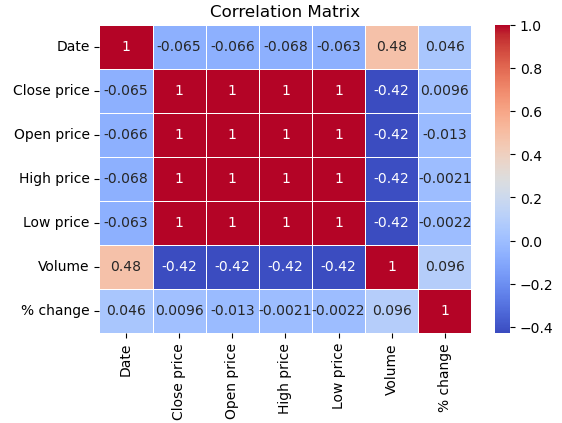 Correlation Matrix
Date 1 -0.065 -0.066 -0.068 -0.063 0.48 0.046
Close price -0.065 1 1 1 1 -0.42 0.0096
Open price -0.066 1 1 1 1 -0.42 -0.013
High price -0.068 1 1 1 1 -0.42 -0.0021
Low price -0.063 1 1 1 1 -0.42 -0.0022
Volume 0.48 -0.42 -0.42 -0.42 -0.42 1 0.096
% change 0.046 0.0096 -0.013 -0.0021 -0.0022 0.096 1
Date Close price Open price High price Low price Volume % change
1.0
0.8
0.6
0.4
0.2
0.0
−0.2
−0.4